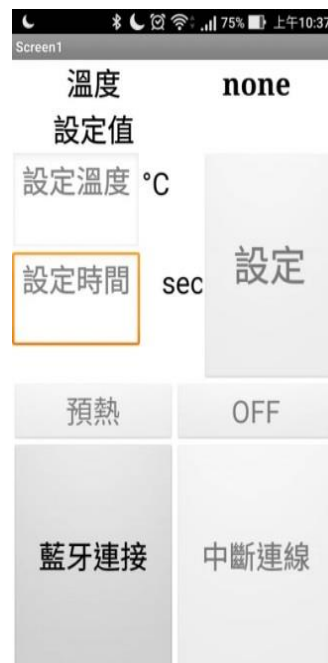 75% 上午10:37
Screen1
溫度 none
設定值
設定溫度 °C
設定時間 sec
設定
預熱 OFF
藍牙連接 中斷連線